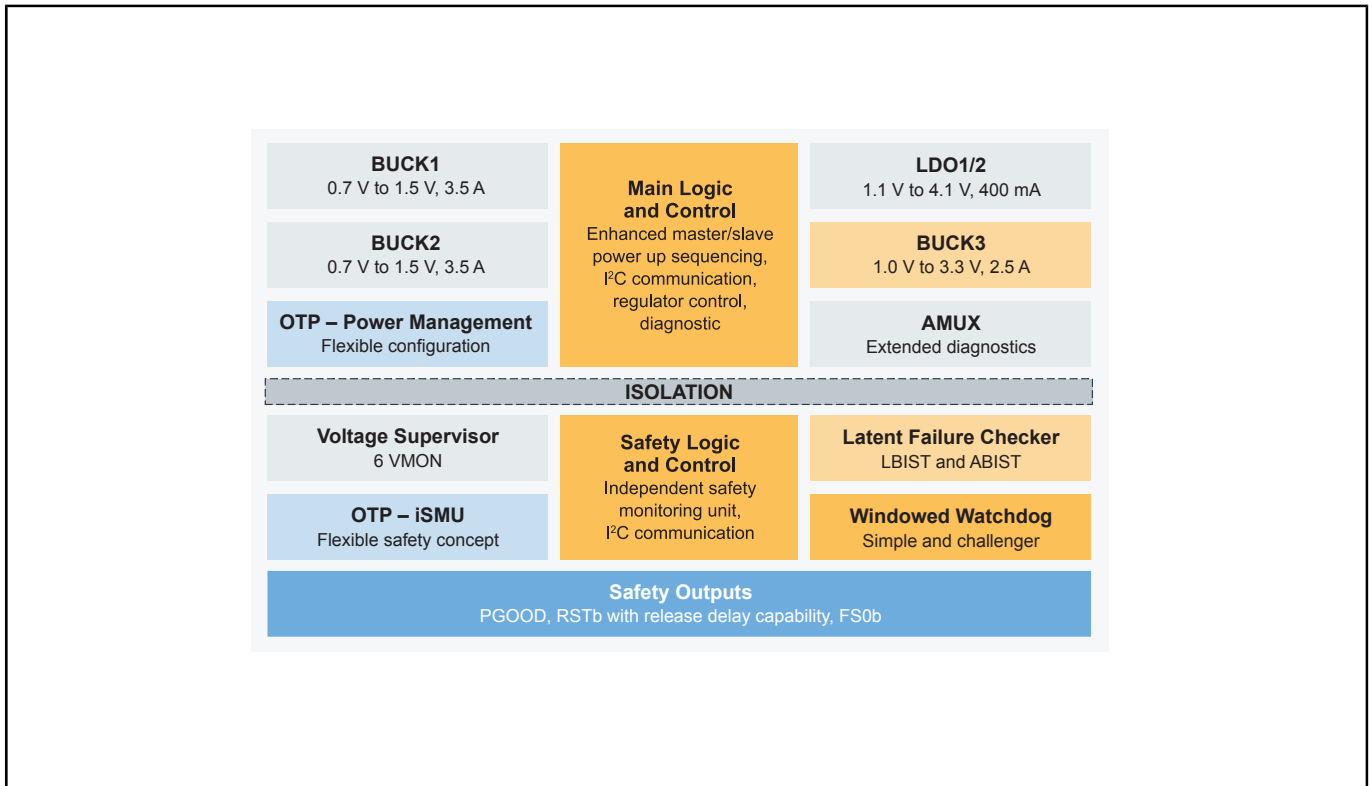 BUCK1
0.7 V to 1.5 V, 3.5 A
BUCK2
0.7 V to 1.5 V, 3.5 A
OTP – Power Management
Flexible configuration
Main Logic
and Control
Enhanced master/slave
power up sequencing,
I²C communication,
regulator control,
diagnostic
LDO1/2
1.1 V to 4.1 V, 400 mA
BUCK3
1.0 V to 3.3 V, 2.5 A
AMUX
Extended diagnostics
ISOLATION
Voltage Supervisor
6 VMON
OTP – iSMU
Flexible safety concept
Safety Logic
and Control
Independent safety
monitoring unit,
I²C communication
Latent Failure Checker
LBIST and ABIST
Windowed Watchdog
Simple and challenger
Safety Outputs
PGOOD, RSTb with release delay capability, FS0b